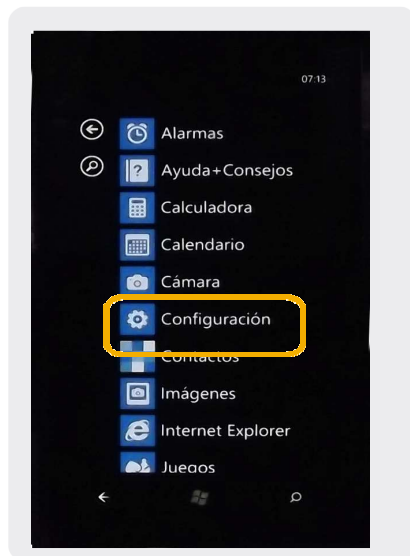 07:13
Alarmas
Ayuda+Consejos
Calculadora
Calendario
Cámara
Configuración
Contactos
Imágenes
Internet Explorer
Juegos